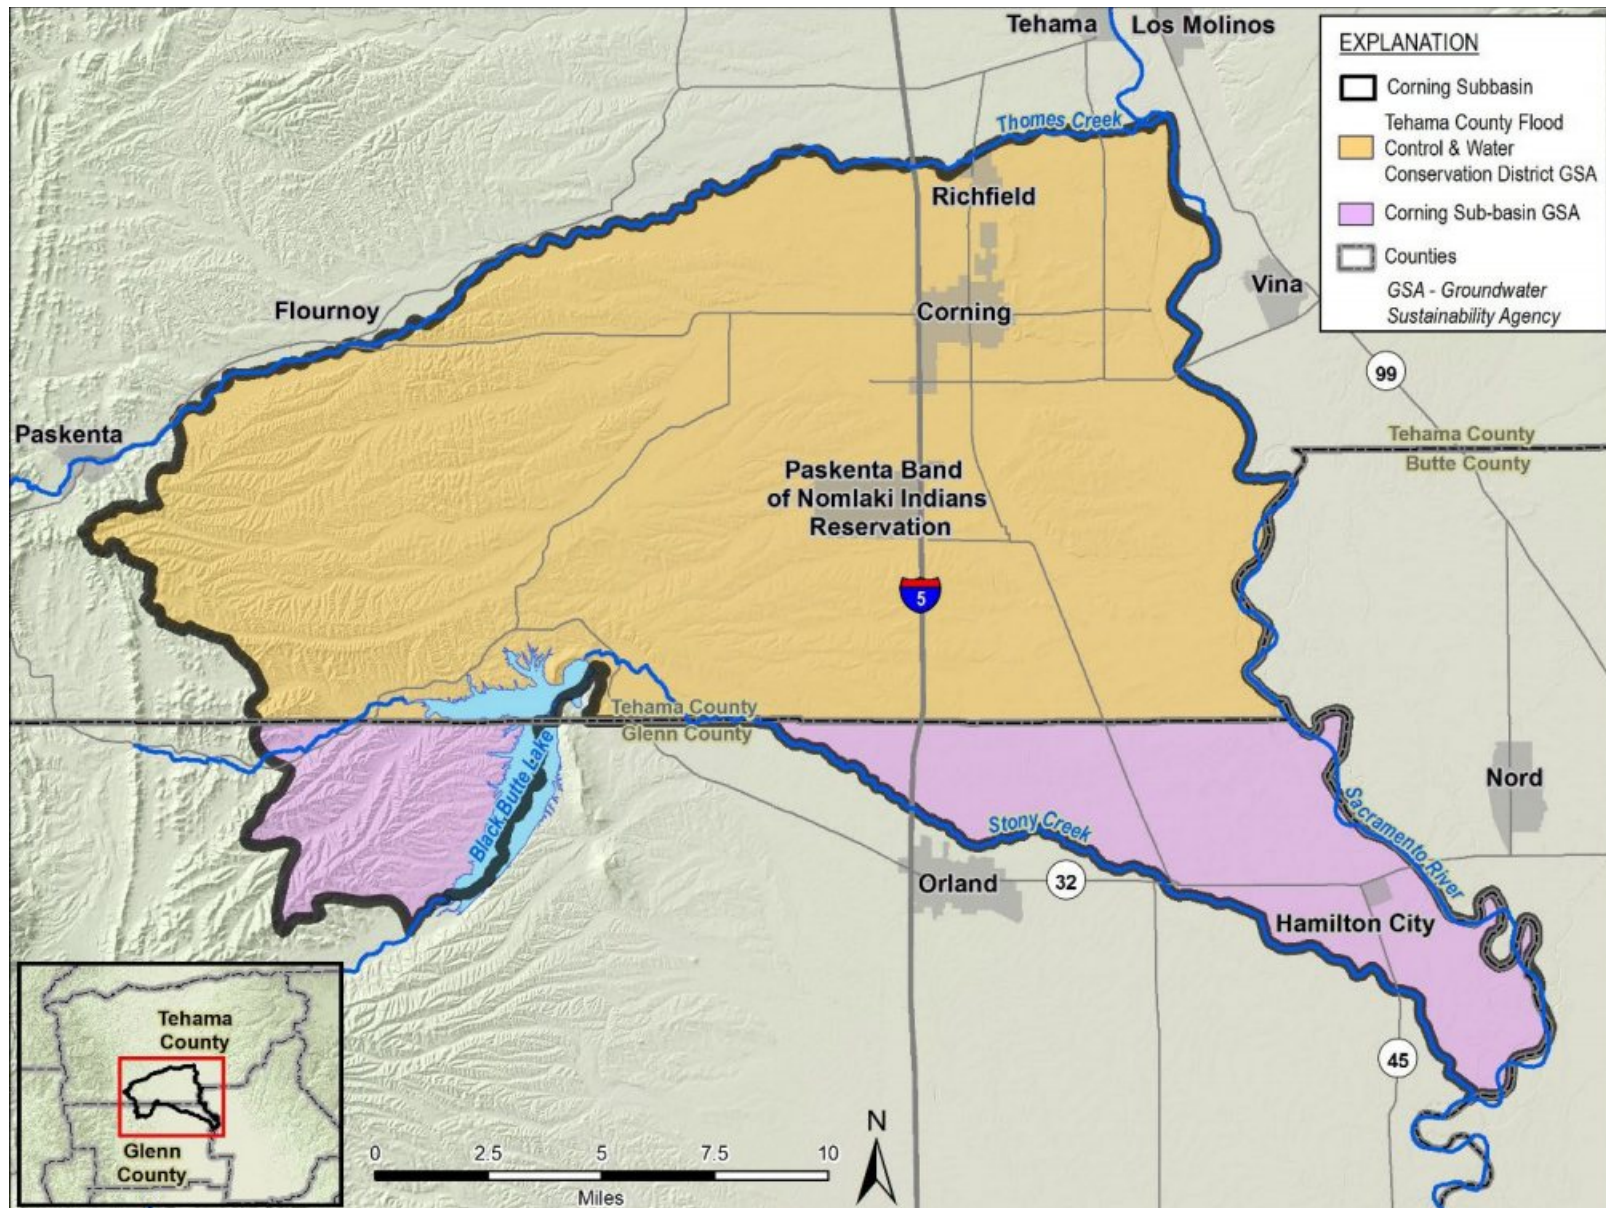 Tehama
Los Molinos
EXPLANATION
Corning Subbasin
Tehama County Flood
Control & Water
Conservation District GSA
Corning Sub-basin GSA
Counties
GSA - Groundwater
Sustainability Agency
Thomes Creek
Richfield
Vina
Flournoy
Corning
99
Paskenta
Tehama County
Butte County
Paskenta Band
of Nomlaki Indians
Reservation
5
Tehama County
Glenn County
Black Butte Lake
Nord
Stony Creek
Sacramento River
Orland
32
Hamilton City
45
Tehama
County
Glenn
County
0 2.5 5 7.5 10
Miles
N